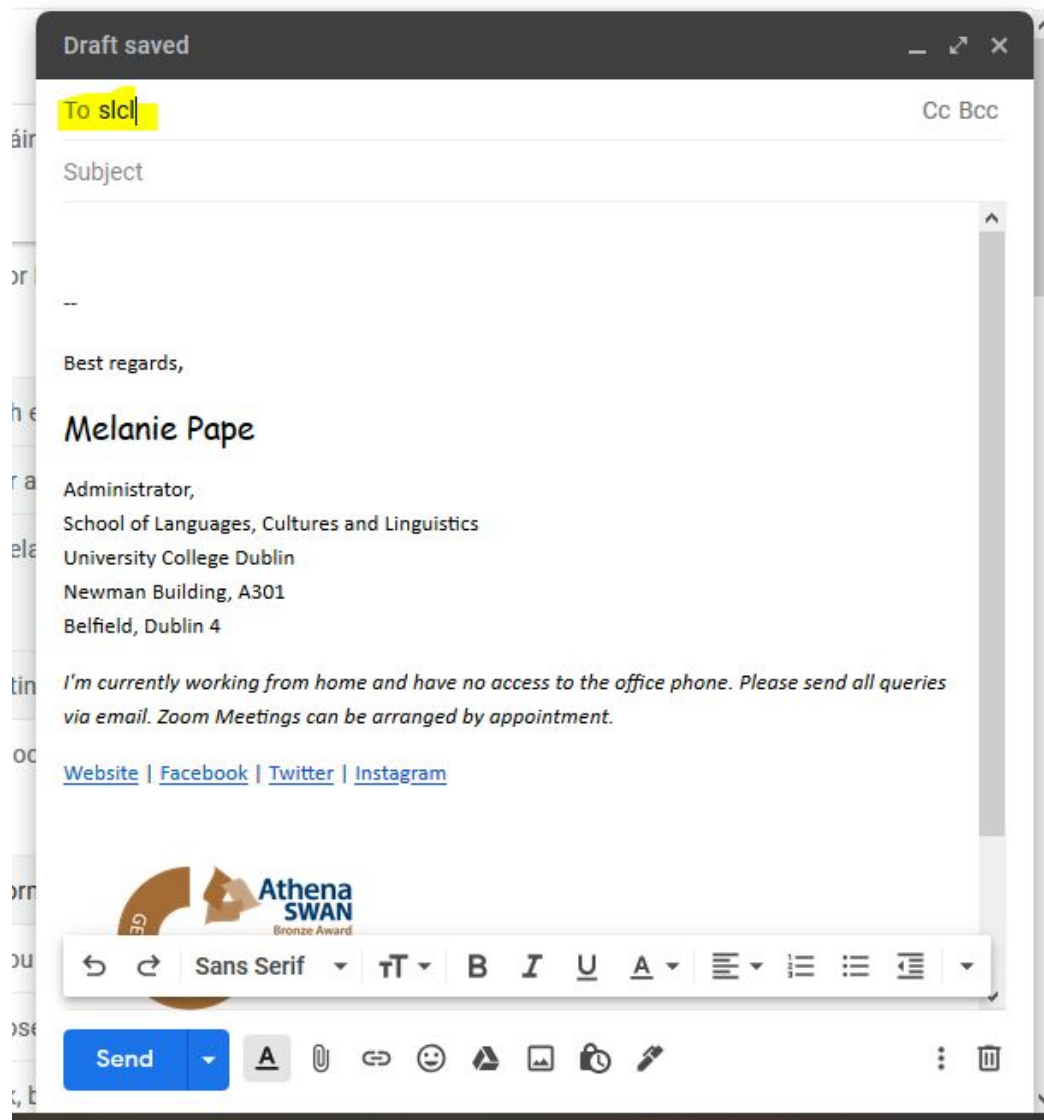 Draft saved
To slcl
Cc Bcc
Subject
--
Best regards,
Melanie Pape
Administrator,
School of Languages, Cultures and Linguistics
University College Dublin
Newman Building, A301
Belfield, Dublin 4
I'm currently working from home and have no access to the office phone. Please send all queries
via email. Zoom Meetings can be arranged by appointment.
Website | Facebook | Twitter | Instagram
Athena
SWAN
Bronze Award
Sans Serif
Send